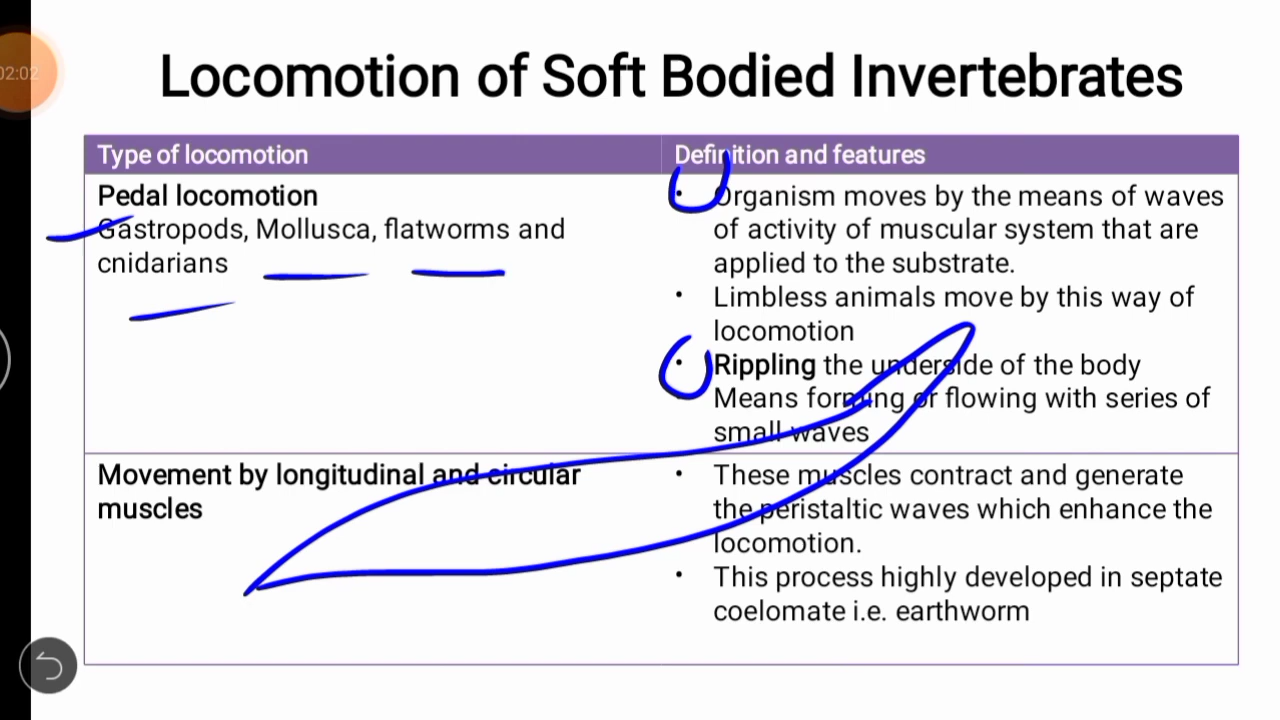 02:02
Locomotion of Soft Bodied Invertebrates
Type of locomotion
Definition and features
Pedal locomotion
Gastropods, Mollusca, flatworms and
cnidarians
• Organism moves by the means of waves
of activity of muscular system that are
applied to the substrate.
• Limbless animals move by this way of
locomotion
• Rippling the underside of the body
Means forming or flowing with series of
small waves
Movement by longitudinal and circular
muscles
• These muscles contract and generate
the peristaltic waves which enhance the
locomotion.
• This process highly developed in septate
coelomate i.e. earthworm